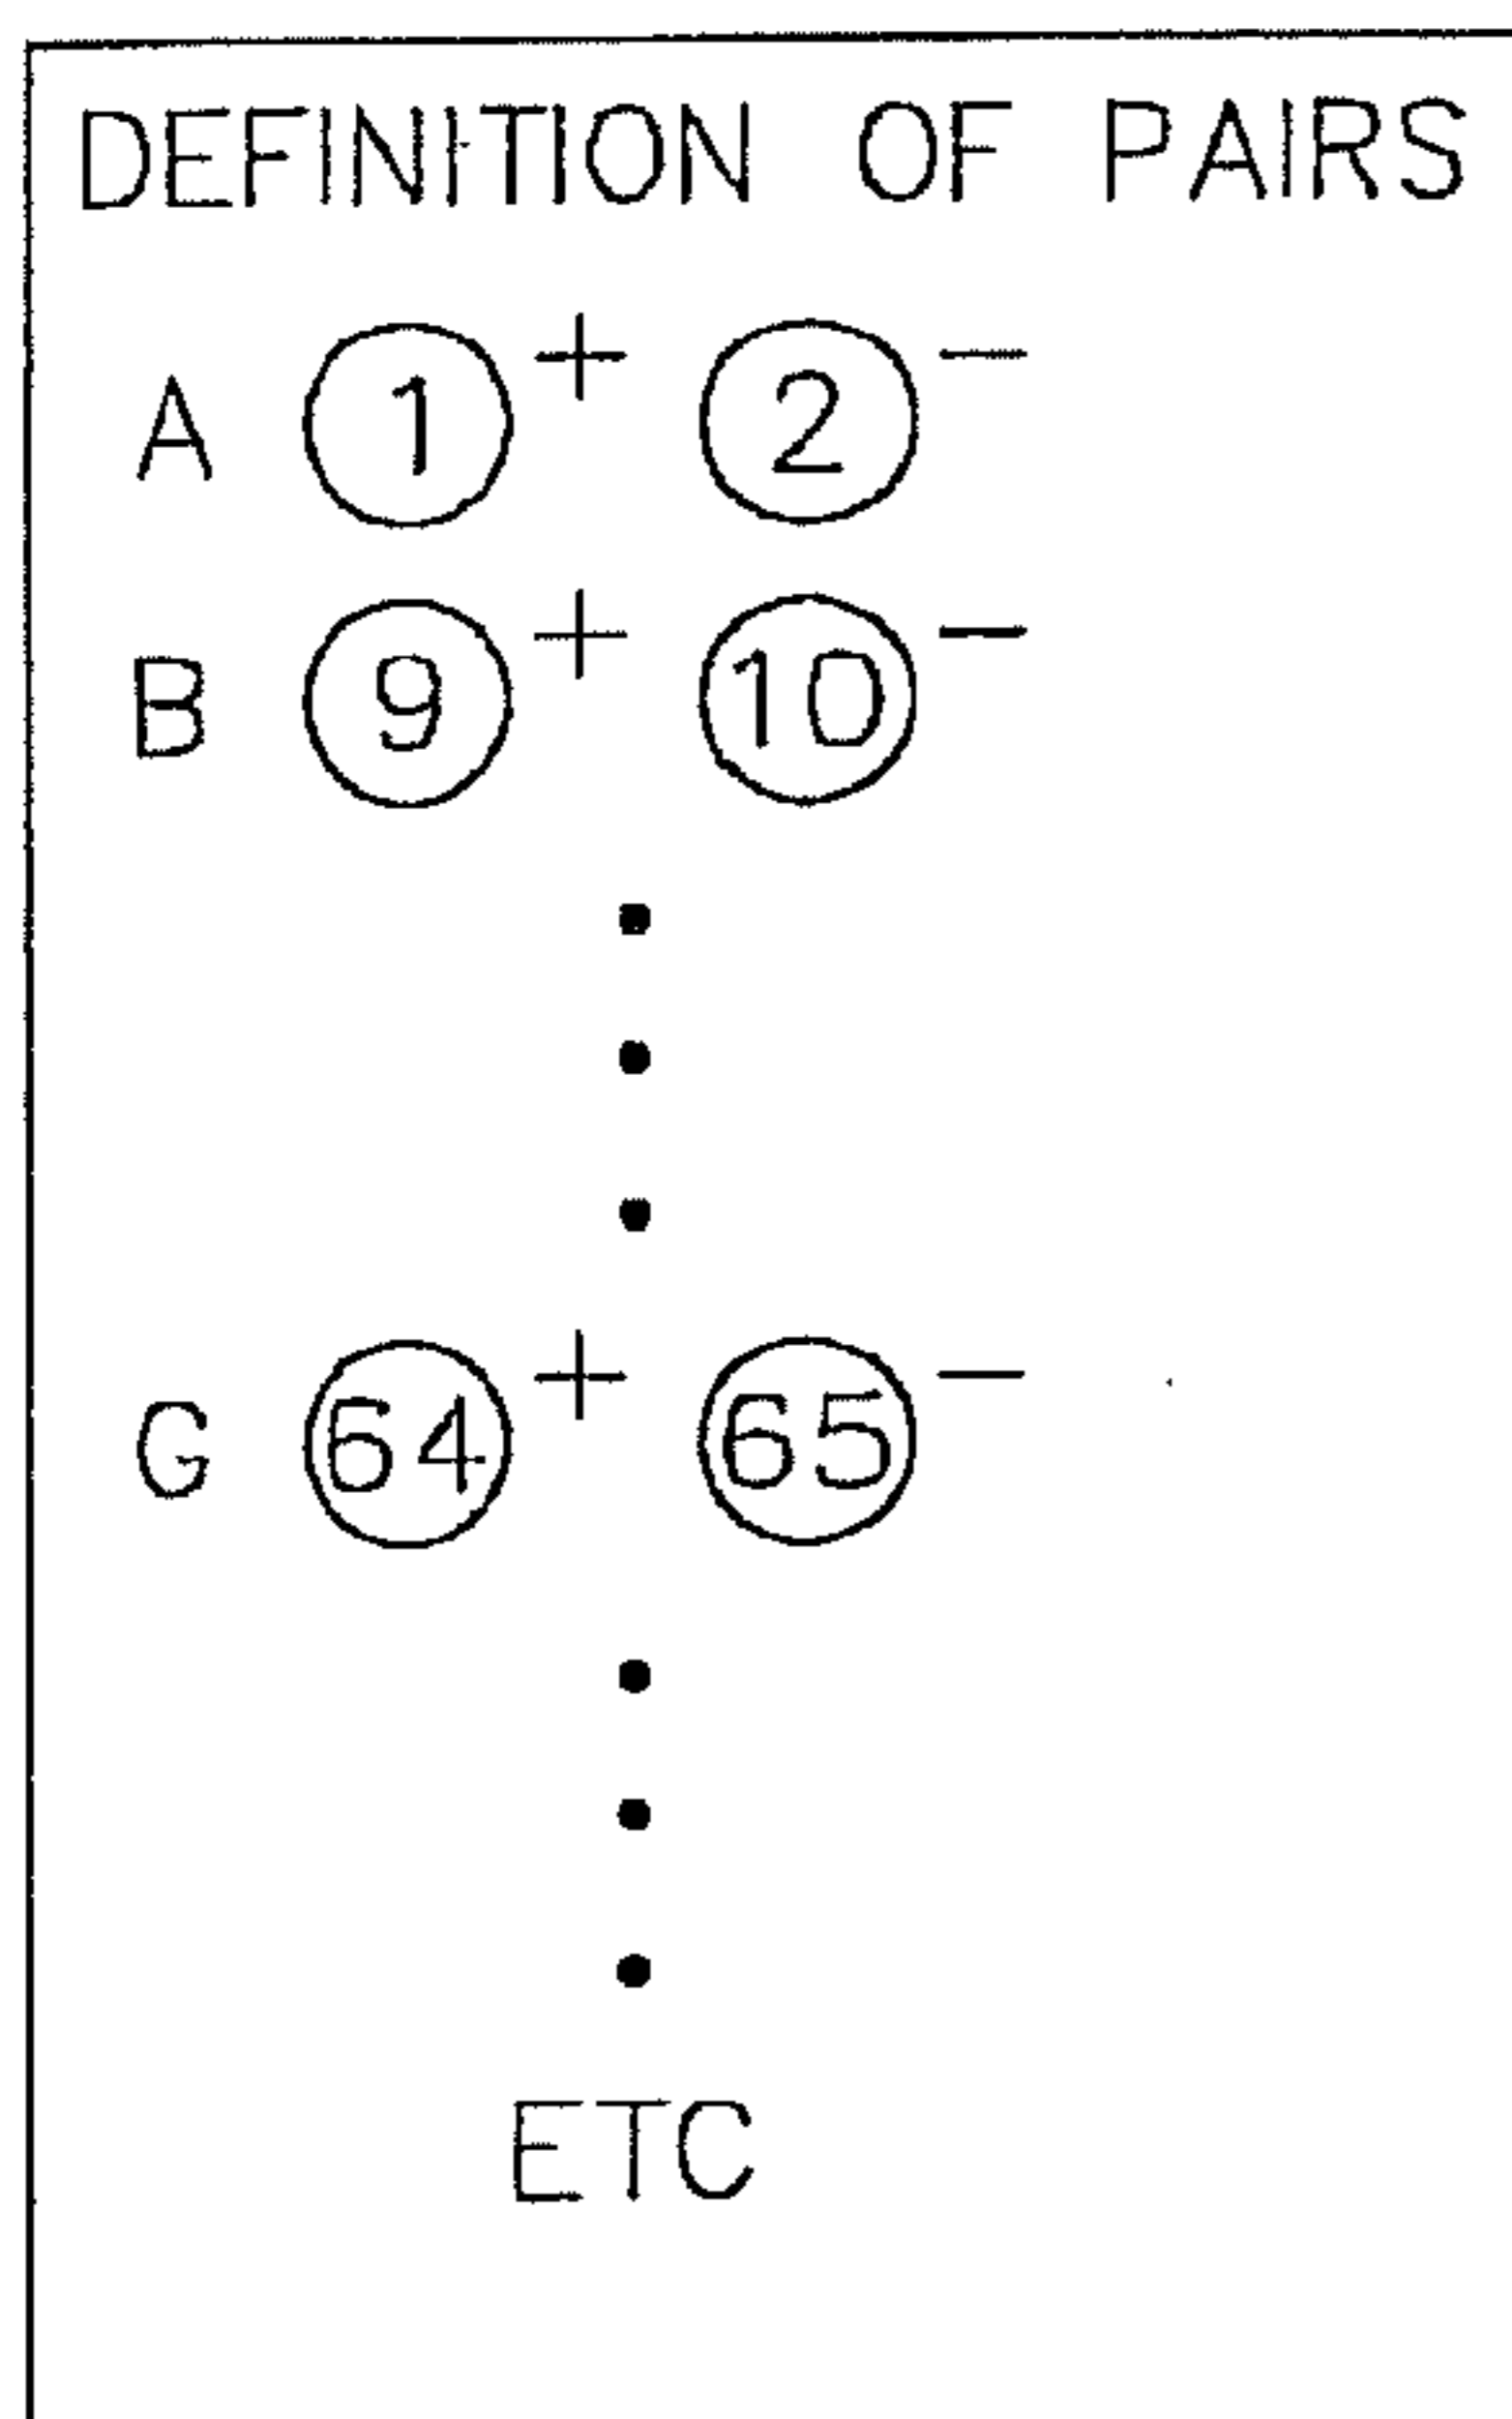 DEFINITION OF PAIRS
A 1 + 2 −
B 9 + 10 −
G 64 + 65 −
ETC